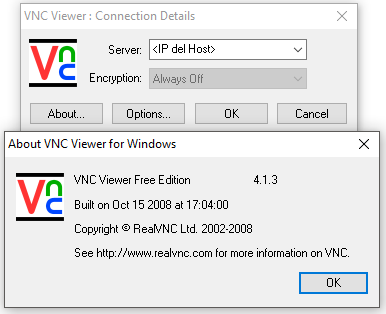 VNC Viewer : Connection Details
VNC
Server: <IP del Host>
Encryption: Always Off
About... Options... OK Cancel
About VNC Viewer for Windows
VNC
VNC Viewer Free Edition 4.1.3
Built on Oct 15 2008 at 17:04:00
Copyright © RealVNC Ltd. 2002-2008
See http://www.realvnc.com for more information on VNC.
OK